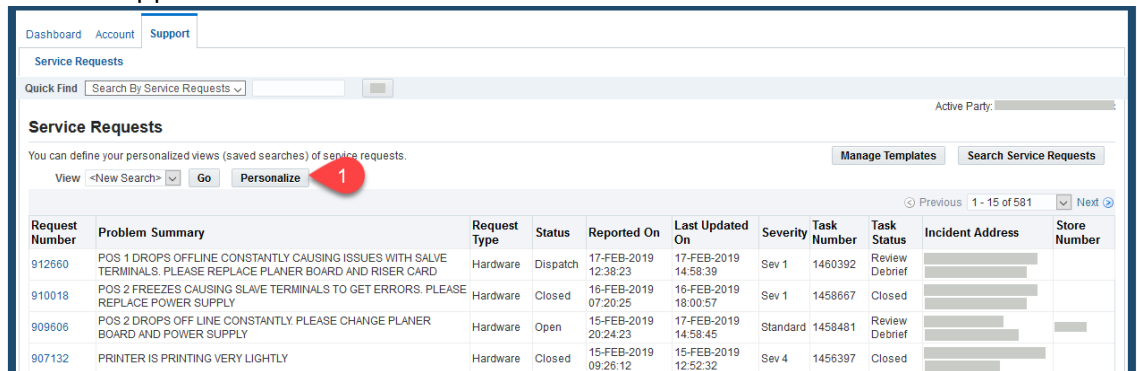 Dashboard Account Support
Service Requests
Quick Find Search By Service Requests
Active Party:
Service Requests
You can define your personalized views (saved searches) of service requests.
Manage Templates Search Service Requests
View <New Search> Go Personalize 1
Previous 1 - 15 of 581 Next
Request Number Problem Summary Request Type Status Reported On Last Updated On Severity Task Number Task Status Incident Address Store Number
912660 POS 1 DROPS OFFLINE CONSTANTLY CAUSING ISSUES WITH SALVE Hardware Dispatch 17-FEB-2019 17-FEB-2019 Sev 1 1460392 Review
TERMINALS. PLEASE REPLACE PLANER BOARD AND RISER CARD 12:38:23 14:58:39 Debrief
910018 POS 2 FREEZES CAUSING SLAVE TERMINALS TO GET ERRORS. PLEASE Hardware Closed 16-FEB-2019 16-FEB-2019 Sev 1 1458667 Closed
REPLACE POWER SUPPLY 07:20:25 18:00:57
909606 POS 2 DROPS OFF LINE CONSTANTLY. PLEASE CHANGE PLANER Hardware Open 15-FEB-2019 17-FEB-2019 Standard 1458481 Review
BOARD AND POWER SUPPLY 20:24:23 14:58:45 Debrief
907132 PRINTER IS PRINTING VERY LIGHTLY Hardware Closed 15-FEB-2019 15-FEB-2019 Sev 4 1456397 Closed
09:26:12 12:52:32